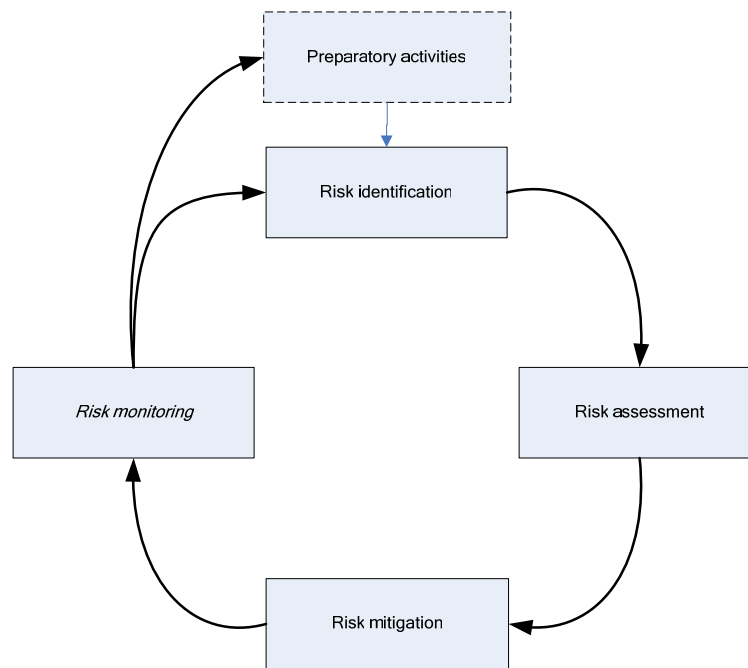 Preparatory activities
Risk identification
Risk monitoring
Risk assessment
Risk mitigation